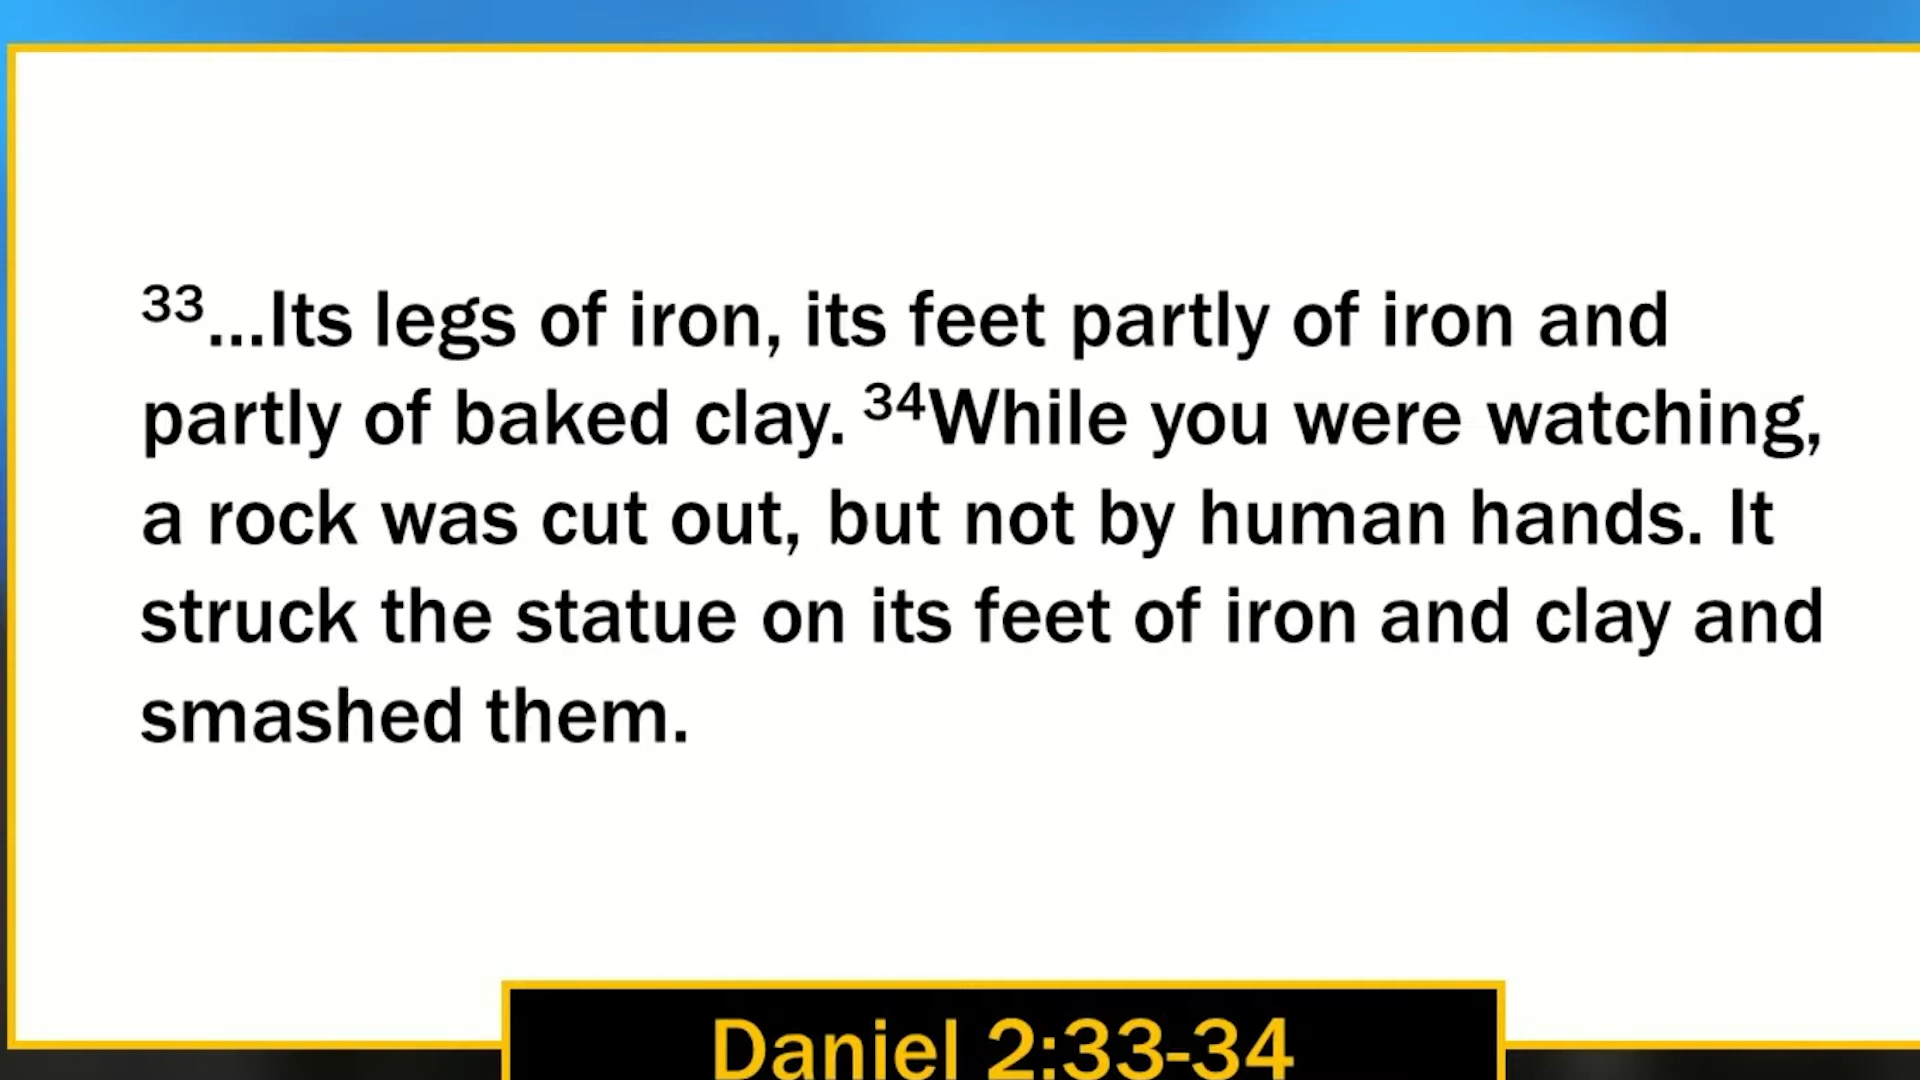 33...Its legs of iron, its feet partly of iron and
partly of baked clay. 34While you were watching,
a rock was cut out, but not by human hands. It
struck the statue on its feet of iron and clay and
smashed them.
Daniel 2:33-34